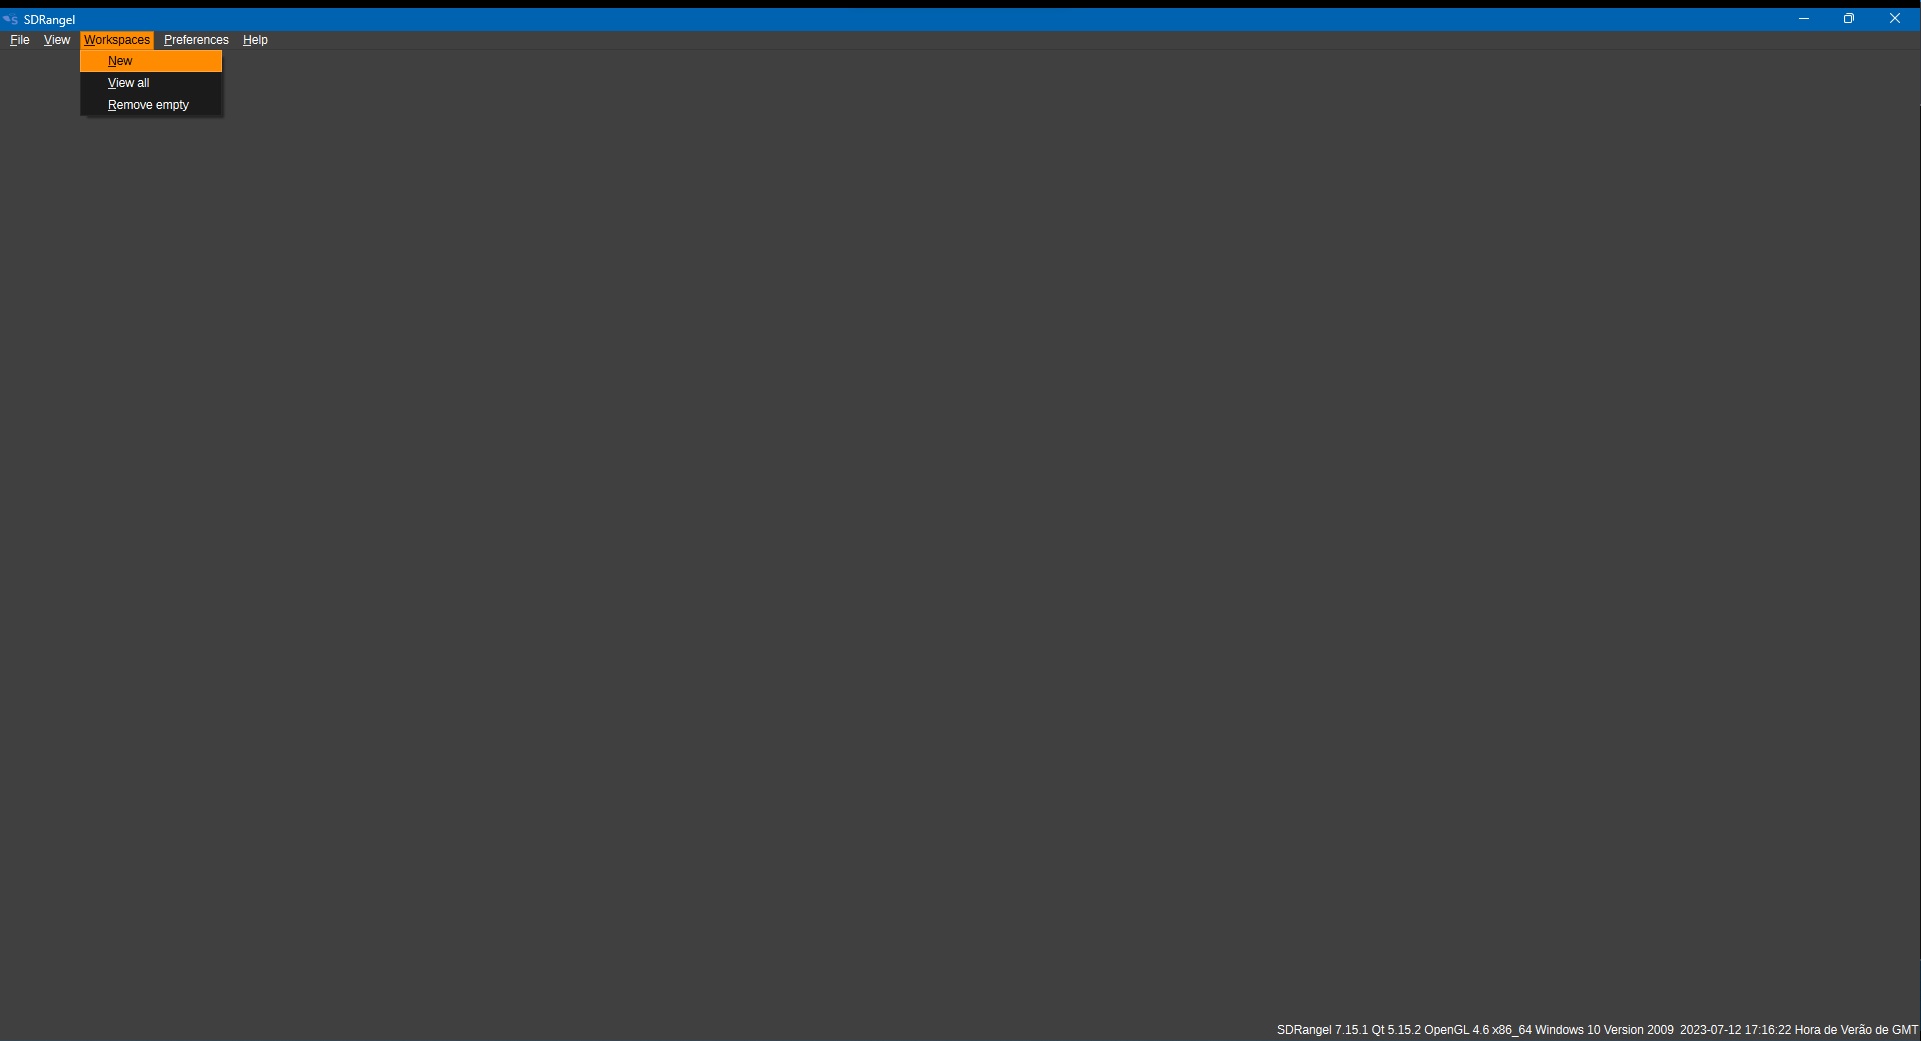 SDRangel
File View Workspaces Preferences Help
New
View all
Remove empty
SDRangel 7.15.1 Qt 5.15.2 OpenGL 4.6 x86_64 Windows 10 Version 2009 2023-07-12 17:16:22 Hora de Verão de GMT